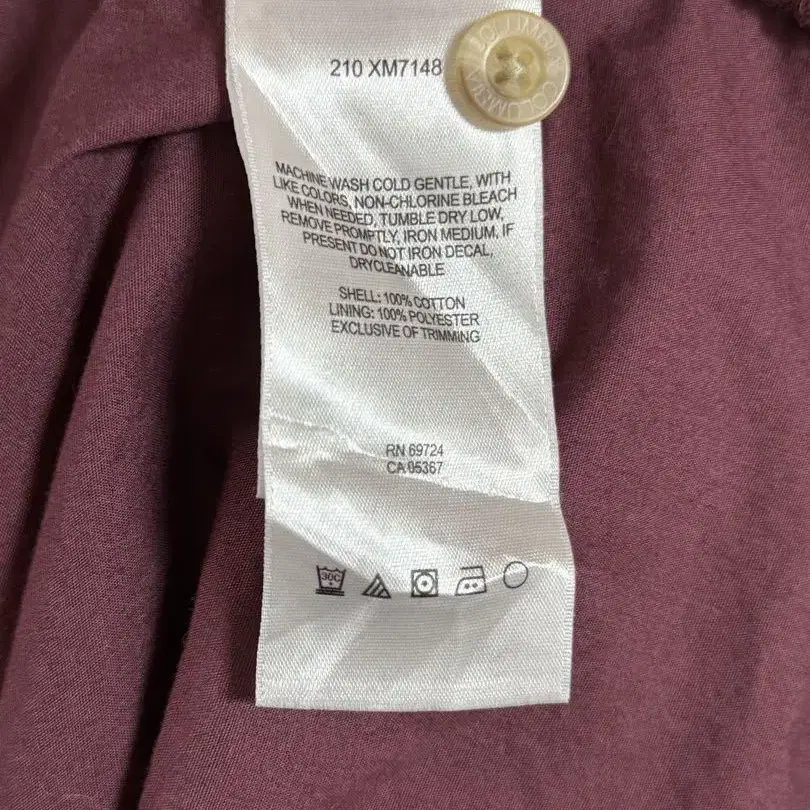 210 XM7148
COLUMBIA COLUMBIA
MACHINE WASH COLD GENTLE, WITH
LIKE COLORS, NON-CHLORINE BLEACH
WHEN NEEDED, TUMBLE DRY LOW,
REMOVE PROMPTLY, IRON MEDIUM, IF
PRESENT DO NOT IRON DECAL,
DRYCLEANABLE
SHELL: 100% COTTON
LINING: 100% POLYESTER
EXCLUSIVE OF TRIMMING
RN 69724
CA 05367
30C